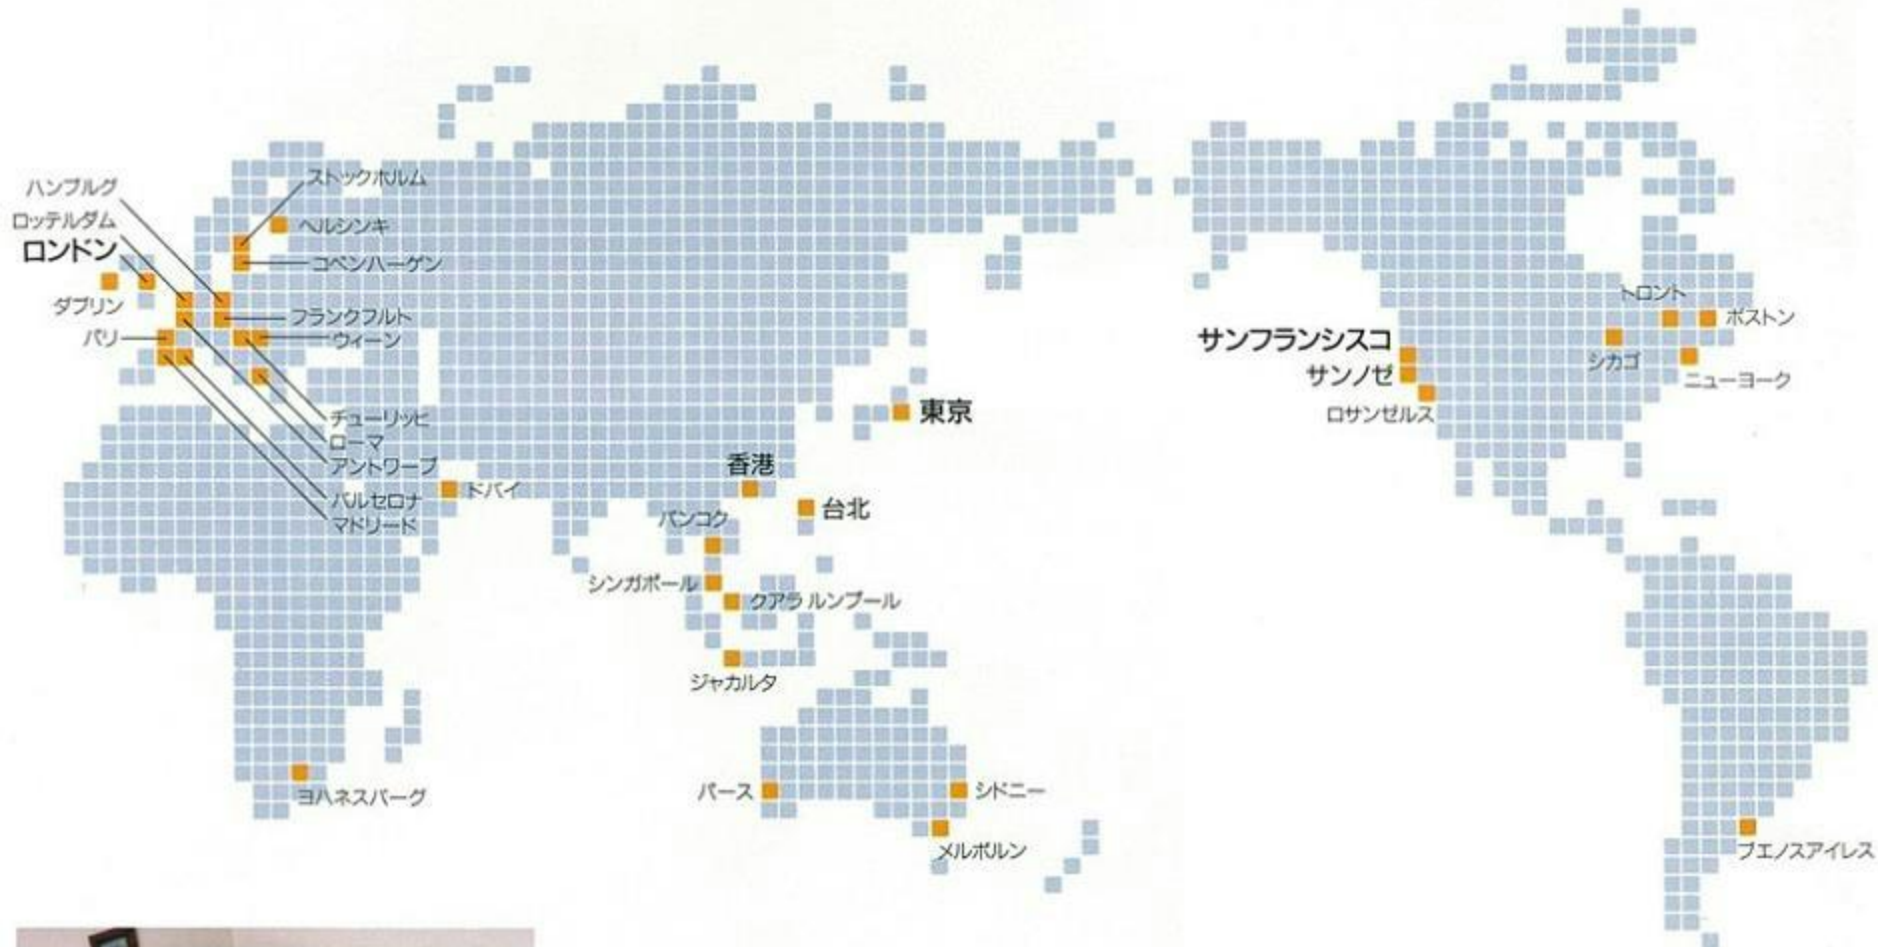 ハンブルグ
ロッテルダム
ロンドン
ダブリン
パリ
ストックホルム
ヘルシンキ
コペンハーゲン
フランクフルト
ウィーン
チューリッヒ
ローマ
アントワープ
バルセロナ
マドリード
ドバイ
ヨハネスバーグ
東京
香港
台北
バンコク
シンガポール
クアラ ルンプール
ジャカルタ
パース
シドニー
メルボルン
サンフランシスコ
サンノゼ
ロサンゼルス
トロント
ボストン
シカゴ
ニューヨーク
ブエノスアイレス